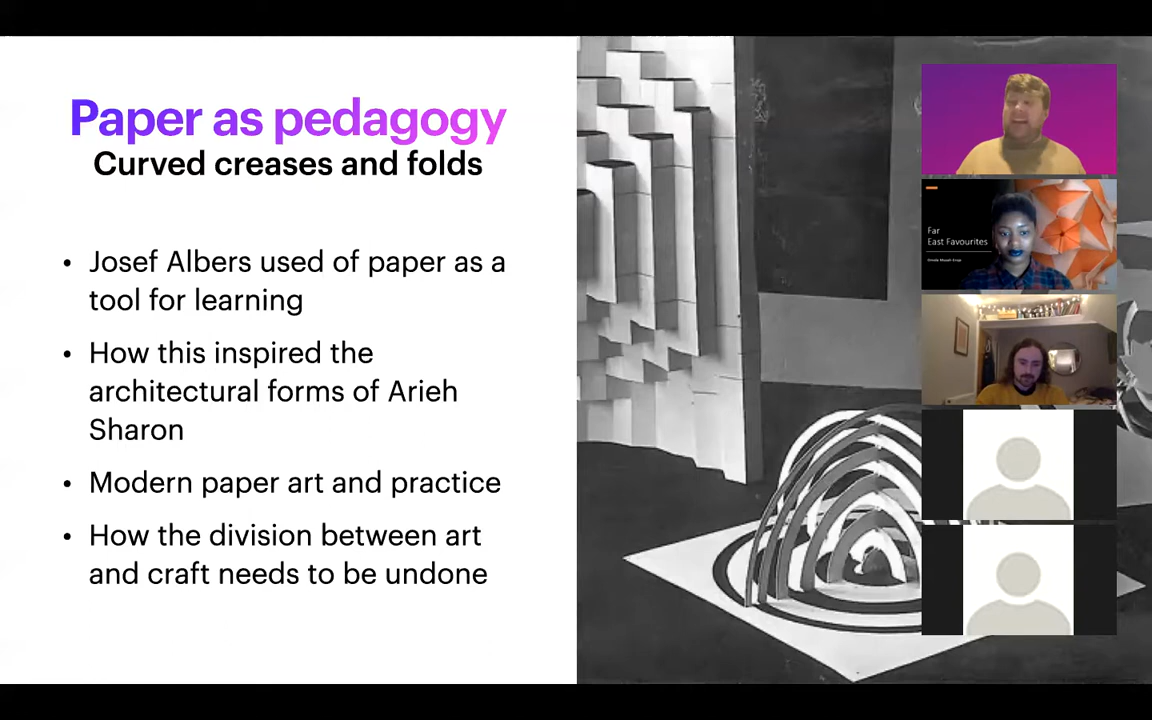 Paper as pedagogy
Curved creases and folds
• Josef Albers used of paper as a
tool for learning
• How this inspired the
architectural forms of Arieh
Sharon
• Modern paper art and practice
• How the division between art
and craft needs to be undone
Far
East Favourites